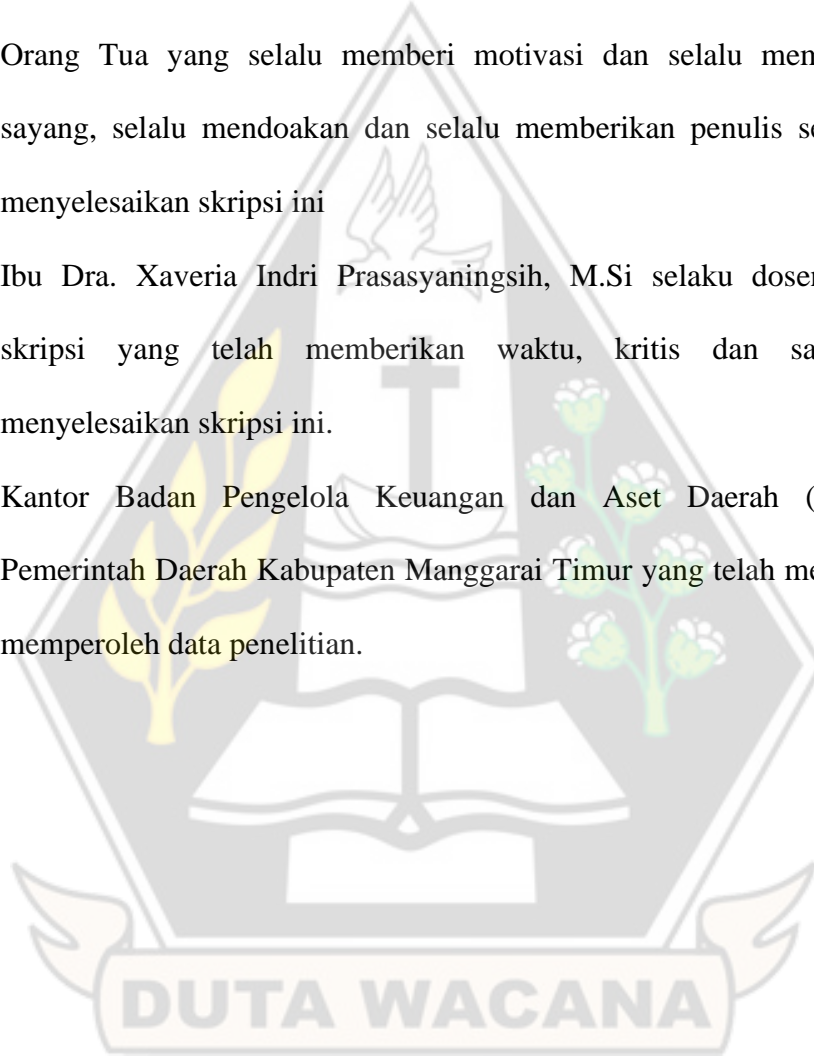 Orang Tua yang selalu memberi motivasi dan selalu mem
sayang, selalu mendoakan dan selalu memberikan penulis se
menyelesaikan skripsi ini
Ibu Dra. Xaveria Indri Prasasyaningsih, M.Si selaku dosen
skripsi yang telah memberikan waktu, kritis dan sa
menyelesaikan skripsi ini.
Kantor Badan Pengelola Keuangan dan Aset Daerah (
Pemerintah Daerah Kabupaten Manggarai Timur yang telah me
memperoleh data penelitian.
DUTA WACANA